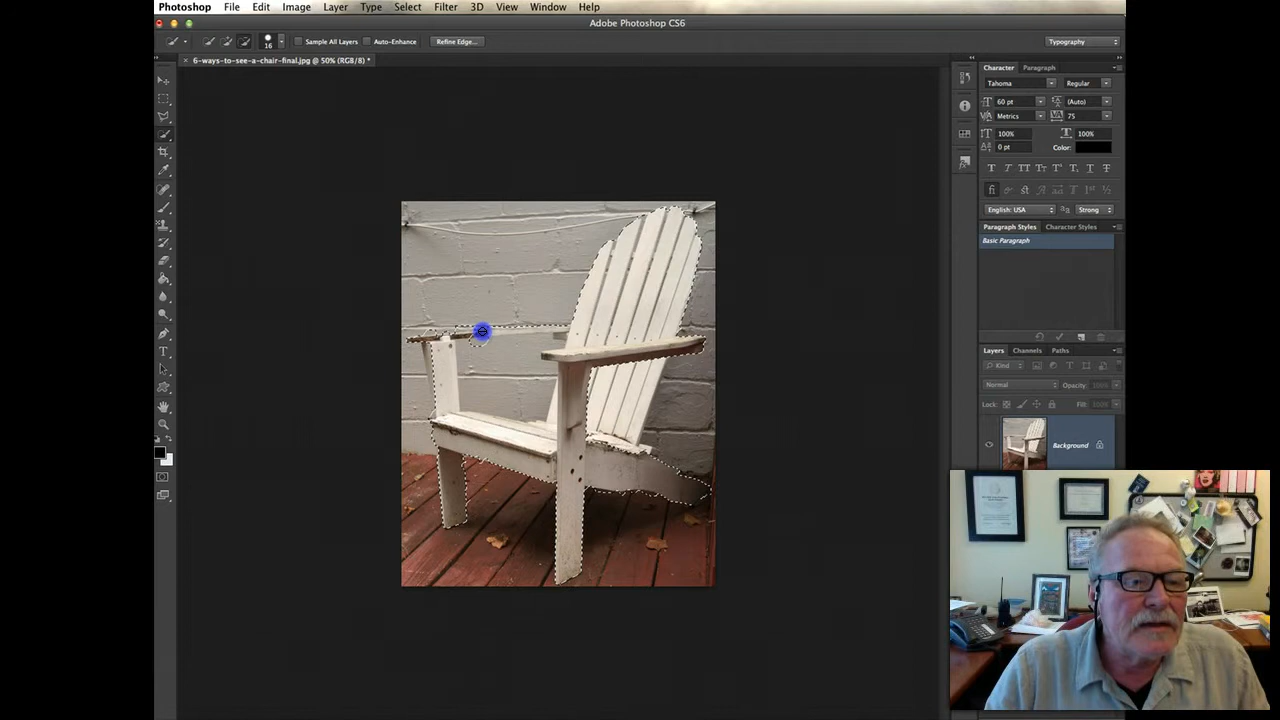 Photoshop File Edit Image Layer Type Select Filter 3D View Window Help
Adobe Photoshop CS6
16 Sample All Layers Auto-Enhance Refine Edge... Typography
6-ways-to-see-a-chair-final.jpg @ 50% (RGB/8) *
Character Paragraph
Tahoma Regular
60 pt (Auto)
Metrics 75
100% 100%
0 pt Color:
English: USA Strong
Paragraph Styles Character Styles
Basic Paragraph
Layers Channels Paths
Kind
Normal Opacity: 100%
Lock: Fill: 100%
Background